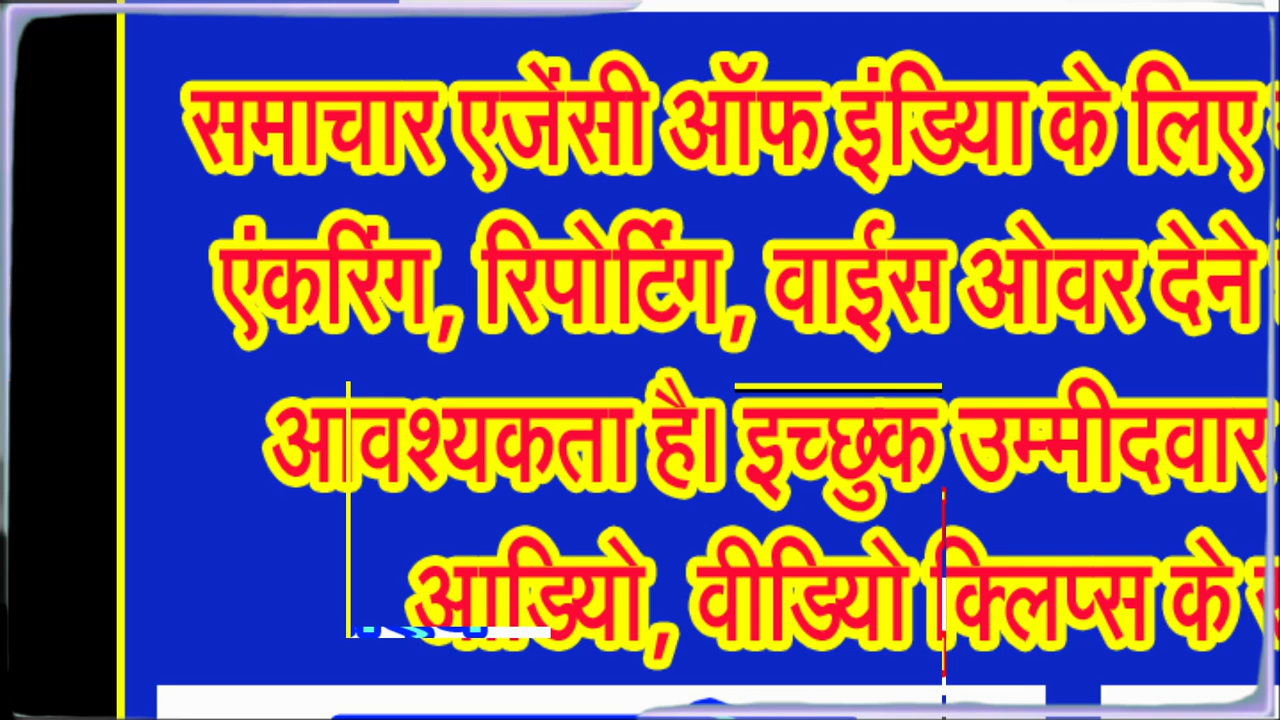 समाचार एजेंसी ऑफ इंडिया के लिए
एंकरिंग, रिपोर्टिंग, वाईस ओवर देने
आवश्यकता है। इच्छुक उम्मीदवार
आडियो, वीडियो क्लिप्स के